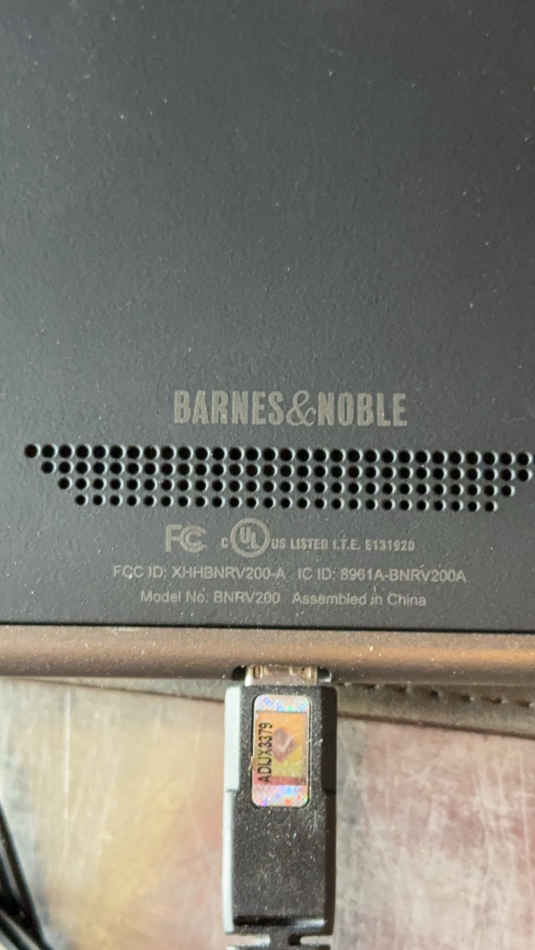 BARNES&NOBLE
FC C UL US LISTED I.T.E. E131920
FCC ID: XHHBNRV200-A IC ID: 8961A-BNRV200A
Model No: BNRV200 Assembled in China
ADUX3379